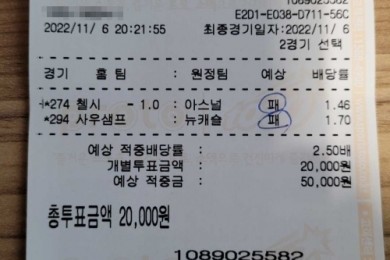 1089025582
E2D1-E038-D711-56C
2022/11/ 6 20:21:55 최종경기일자:2022/11/ 6
2경기 선택
경기 홈 팀 : 원정팀 예상 배당률
*274 첼시 - 1.0 : 아스널 패 1.46
*294 사우샘프 : 뉴캐슬 패 1.70
예상 적중배당률 : 2.50배
개별투표금액 : 20,000원
예상 적중금 : 50,000원
총투표금액 20,000원
1089025582